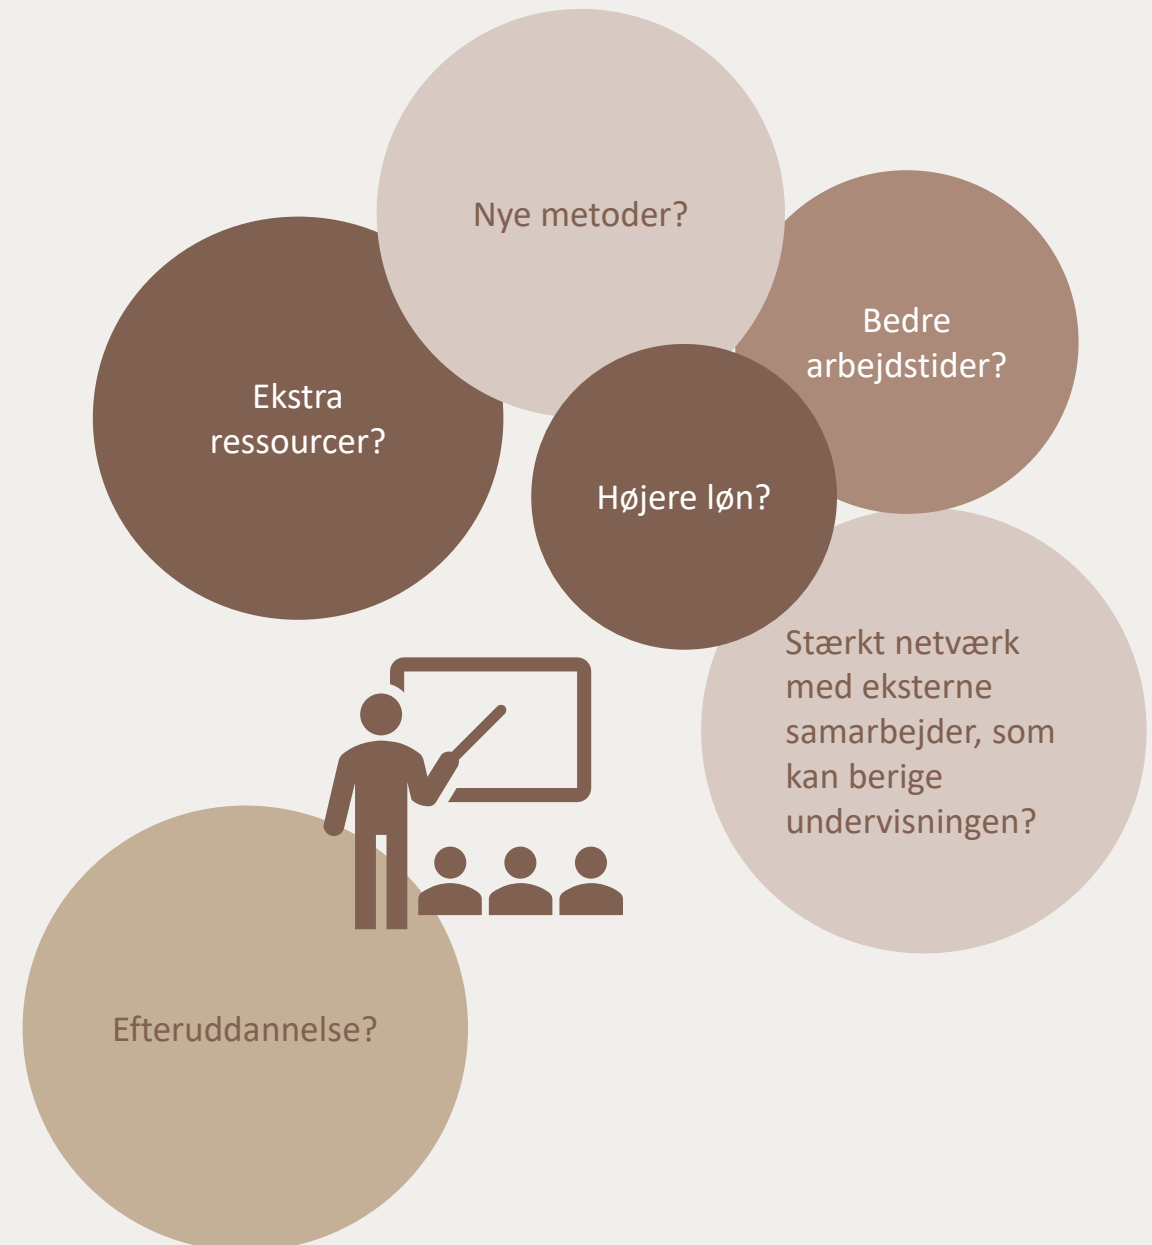 Nye metoder?
Bedre
arbejdstider?
Ekstra
ressourcer?
Højere løn?
Stærkt netværk
med eksterne
samarbejder, som
kan berige
undervisningen?
Efteruddannelse?